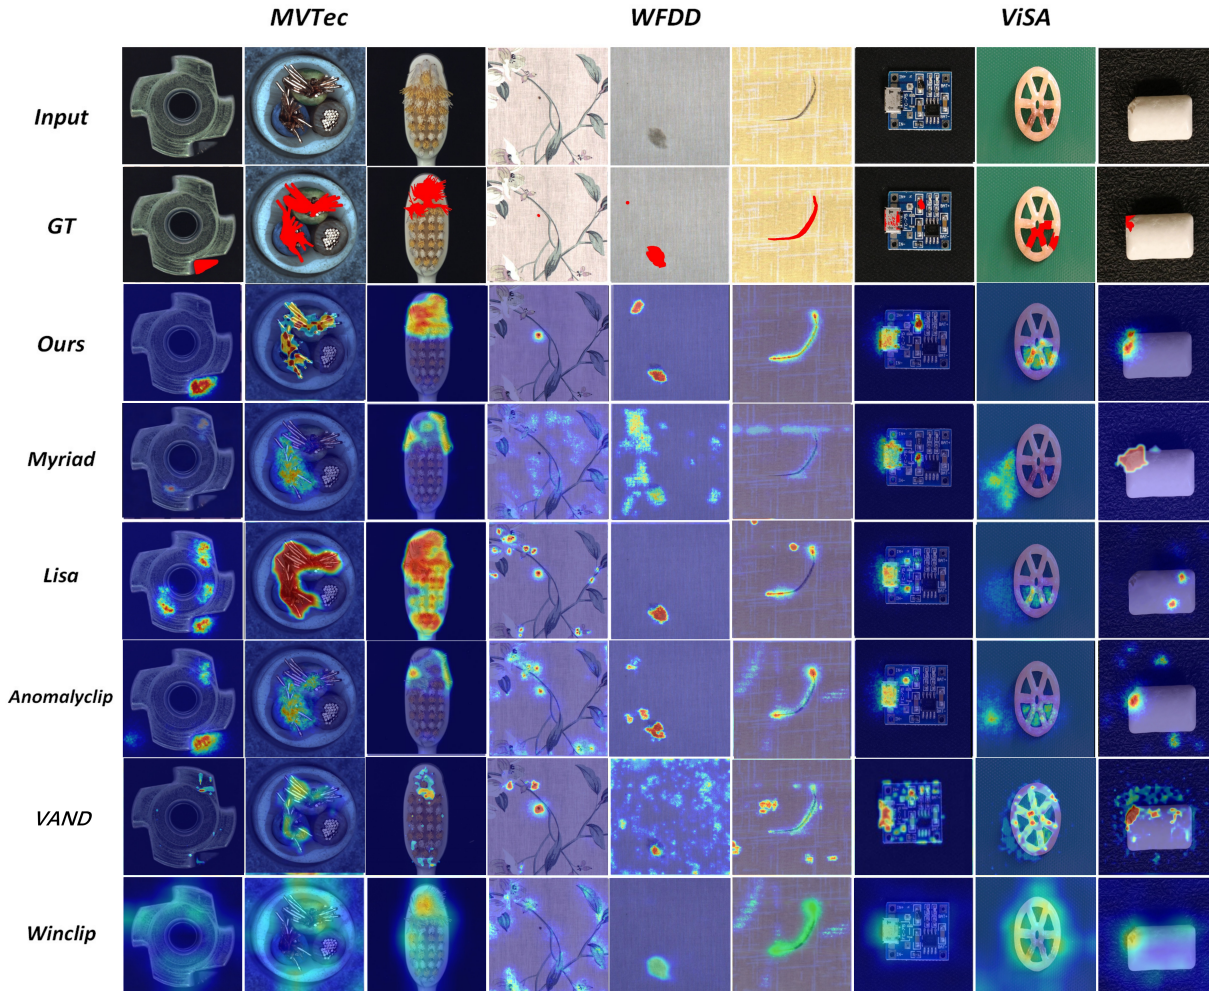 MVTec WFDD ViSA
Input
GT
Ours
Myriad
Lisa
Anomalyclip
VAND
Winclip